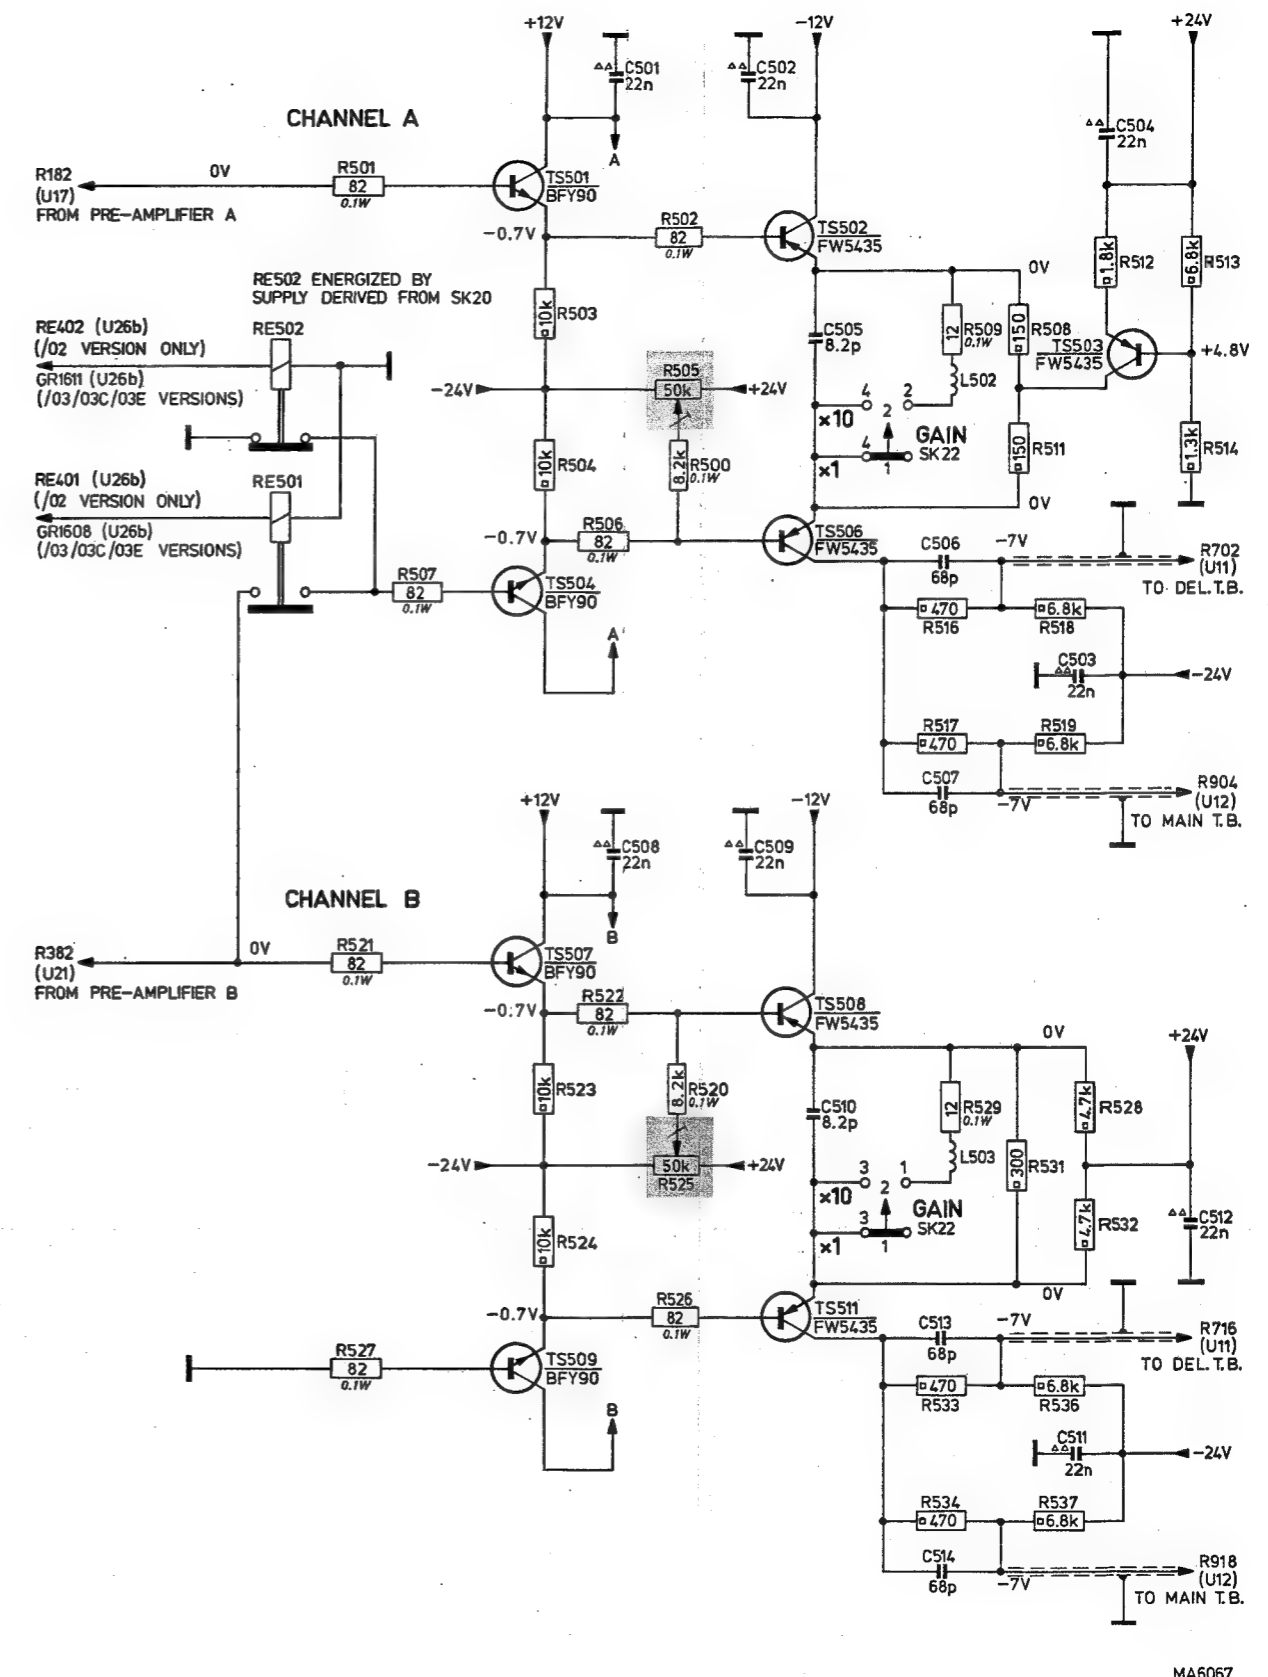 +12V
-12V
+24V
△△ C501
22n
△△ C502
22n
△△ C504
22n
CHANNEL A
A
R182
(U17)
FROM PRE-AMPLIFIER A
0V
R501
82
0.1W
TS501
BFY90
-0.7V
R502
82
0.1W
TS502
FW5435
0V
1.8k
R512
6.8k
R513
RE502 ENERGIZED BY
SUPPLY DERIVED FROM SK20
RE402 (U26b)
(/02 VERSION ONLY)
GR1611 (U26b)
(/03/03C/03E VERSIONS)
RE502
10k
R503
C505
8.2p
12
R509
0.1W
150
R508
TS503
FW5435
+4.8V
-24V
R505
50k
+24V
L502
4
2
x10
2
GAIN
SK22
4
1
x1
10k
R504
8.2k
R500
0.1W
150
R511
1.3k
R514
RE401 (U26b)
(/02 VERSION ONLY)
GR1608 (U26b)
(/03/03C/03E VERSIONS)
RE501
-0.7V
R506
82
0.1W
TS506
FW5435
0V
C506
68p
-7V
R702
(U11)
TO DEL.T.B.
R507
82
0.1W
TS504
BFY90
A
470
R516
6.8k
R518
△△ C503
22n
-24V
R517
470
R519
6.8k
C507
68p
-7V
R904
(U12)
TO MAIN T.B.
+12V
-12V
△△ C508
22n
△△ C509
22n
CHANNEL B
B
R382
(U21)
FROM PRE-AMPLIFIER B
0V
R521
82
0.1W
TS507
BFY90
-0.7V
R522
82
0.1W
TS508
FW5435
0V
+24V
10k
R523
8.2k
R520
0.1W
C510
8.2p
12
R529
0.1W
4.7k
R528
-24V
50k
R525
+24V
L503
300
R531
3
1
x10
2
GAIN
SK22
3
1
x1
10k
R524
4.7k
R532
△△ C512
22n
-0.7V
R526
82
0.1W
TS511
FW5435
0V
C513
68p
-7V
R716
(U11)
TO DEL.T.B.
R527
82
0.1W
TS509
BFY90
B
470
R533
6.8k
R536
△△ C511
22n
-24V
R534
470
R537
6.8k
C514
68p
-7V
R918
(U12)
TO MAIN T.B.
MA6067